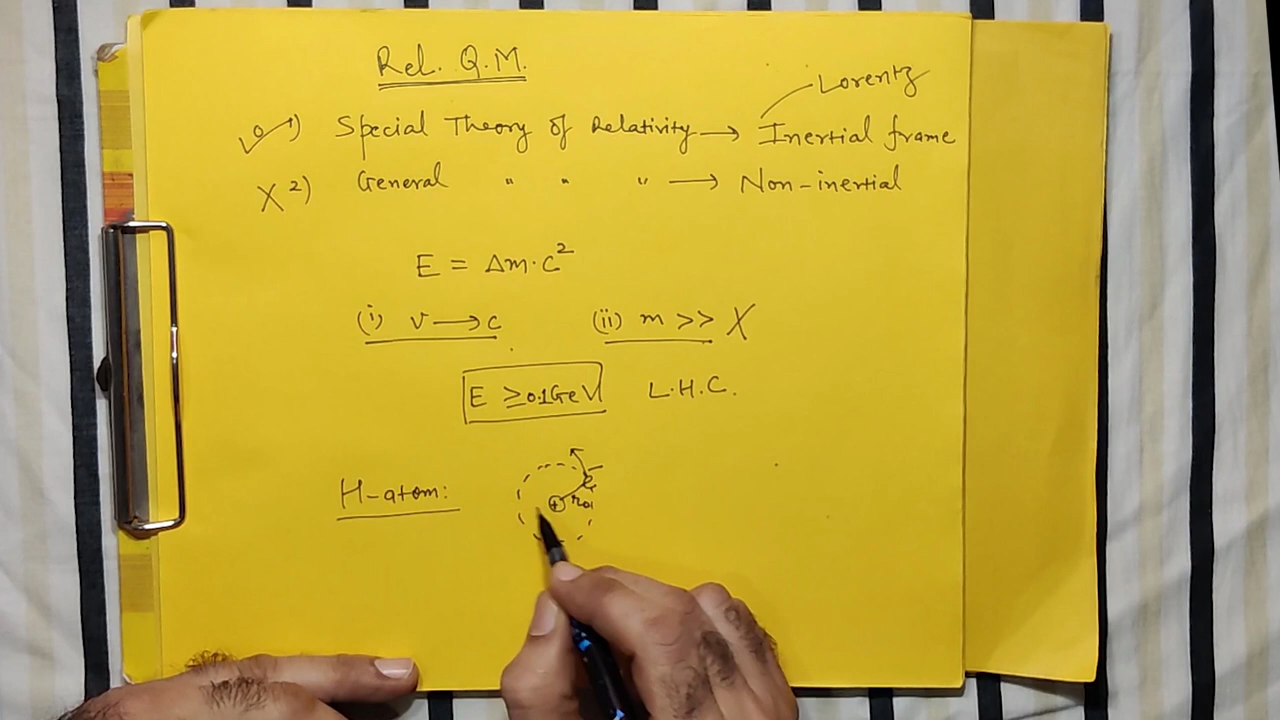 Rel. Q.M.
Lorentz
1) Special Theory of Relativity → Inertial frame
X 2) General " " " → Non-inertial
E = Δm·c²
(i) v → c (ii) m >> X
E ≥ 0.1GeV L.H.C.
H-atom: + r₀ e⁻